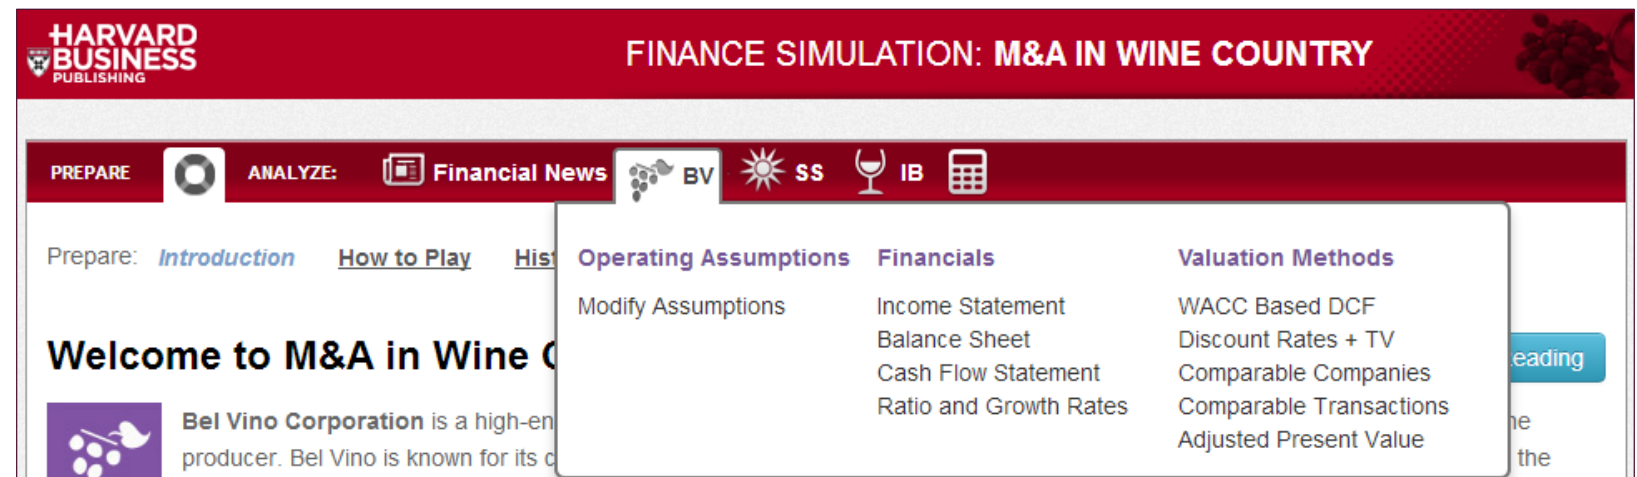 HARVARD
BUSINESS
PUBLISHING
FINANCE SIMULATION: M&A IN WINE COUNTRY
PREPARE ANALYZE: Financial News BV SS IB
Prepare: Introduction How to Play Hist
Operating Assumptions
Modify Assumptions
Financials
Income Statement
Balance Sheet
Cash Flow Statement
Ratio and Growth Rates
Valuation Methods
WACC Based DCF
Discount Rates + TV
Comparable Companies
Comparable Transactions
Adjusted Present Value
Welcome to M&A in Wine C
eading
Bel Vino Corporation is a high-en
producer. Bel Vino is known for its c
the